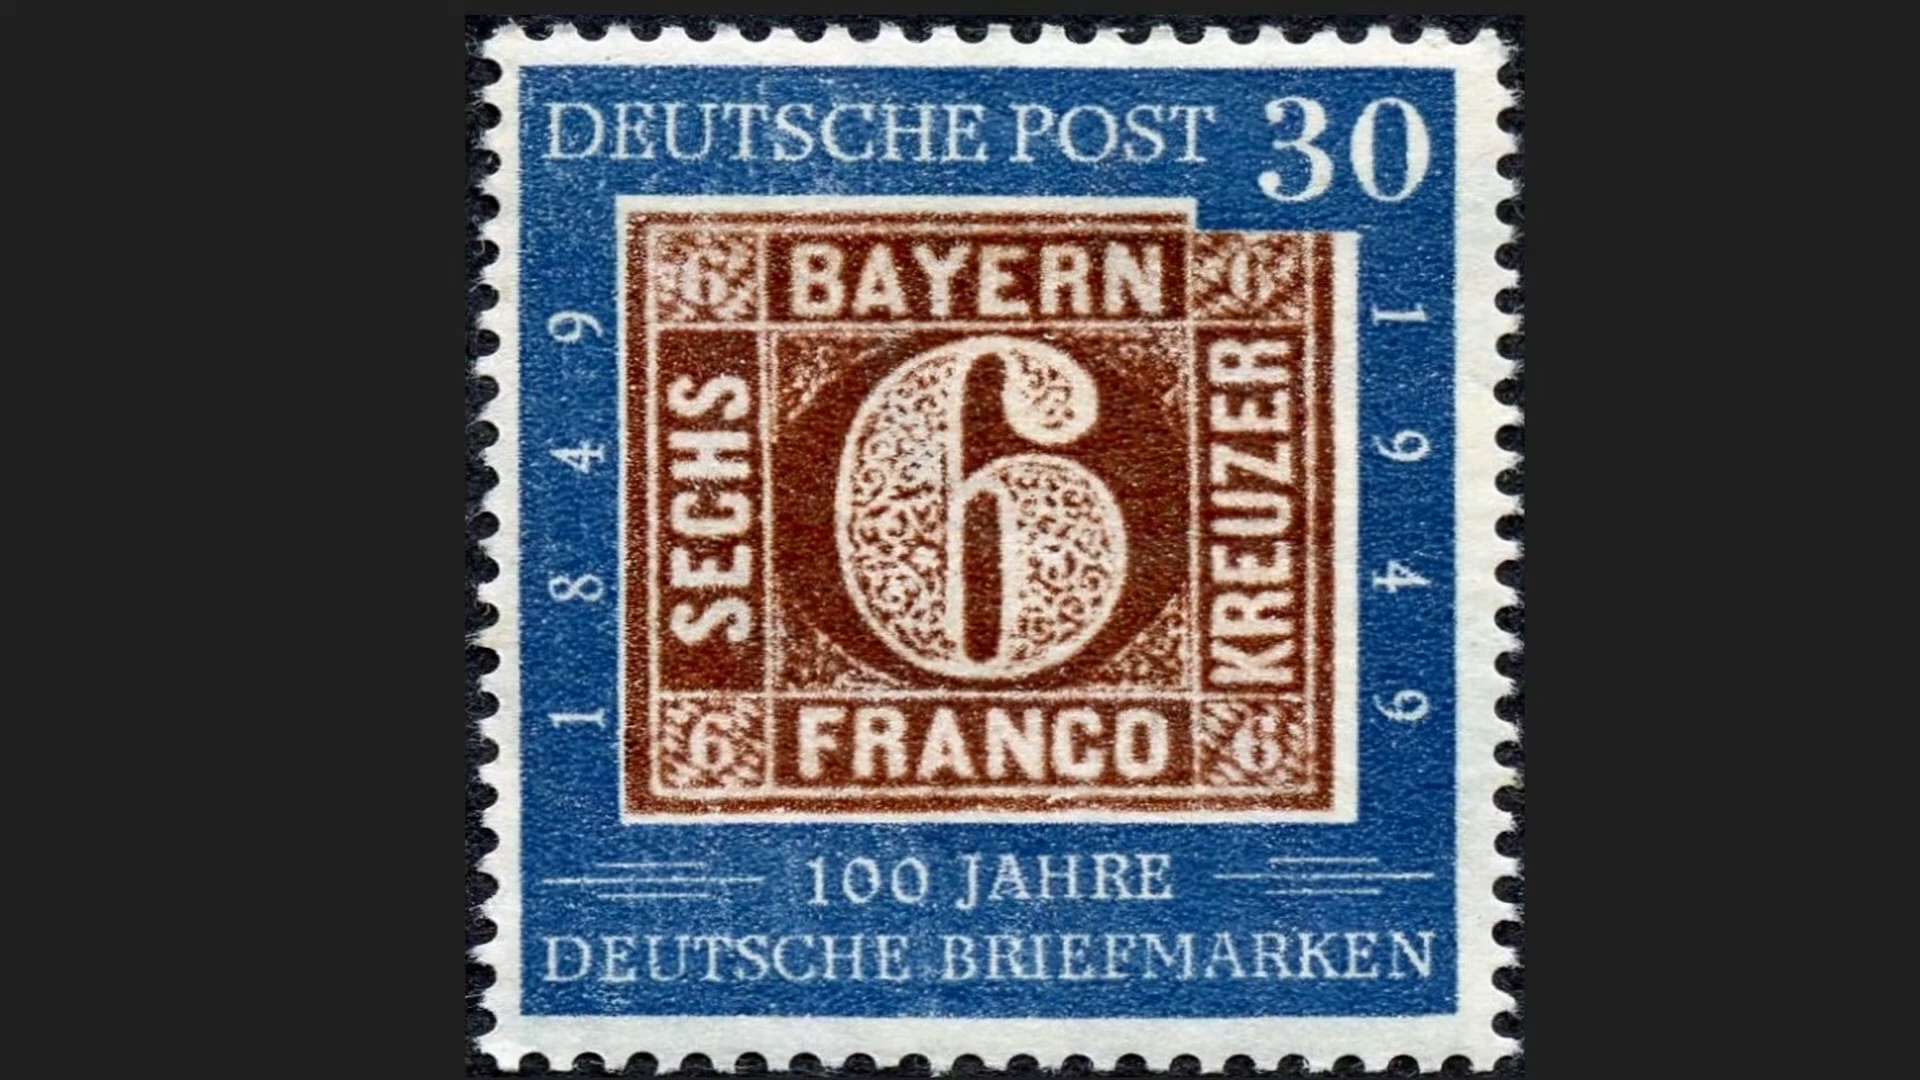 DEUTSCHE POST 30
1849
1949
6 BAYERN 6
SECHS
6
KREUZER
6 FRANCO 6
100 JAHRE
DEUTSCHE BRIEFMARKEN